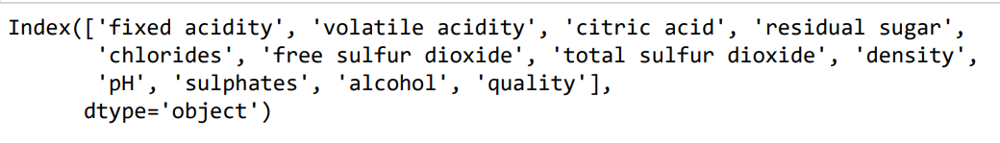 Index(['fixed acidity', 'volatile acidity', 'citric acid', 'residual sugar',
'chlorides', 'free sulfur dioxide', 'total sulfur dioxide', 'density',
'pH', 'sulphates', 'alcohol', 'quality'],
dtype='object')